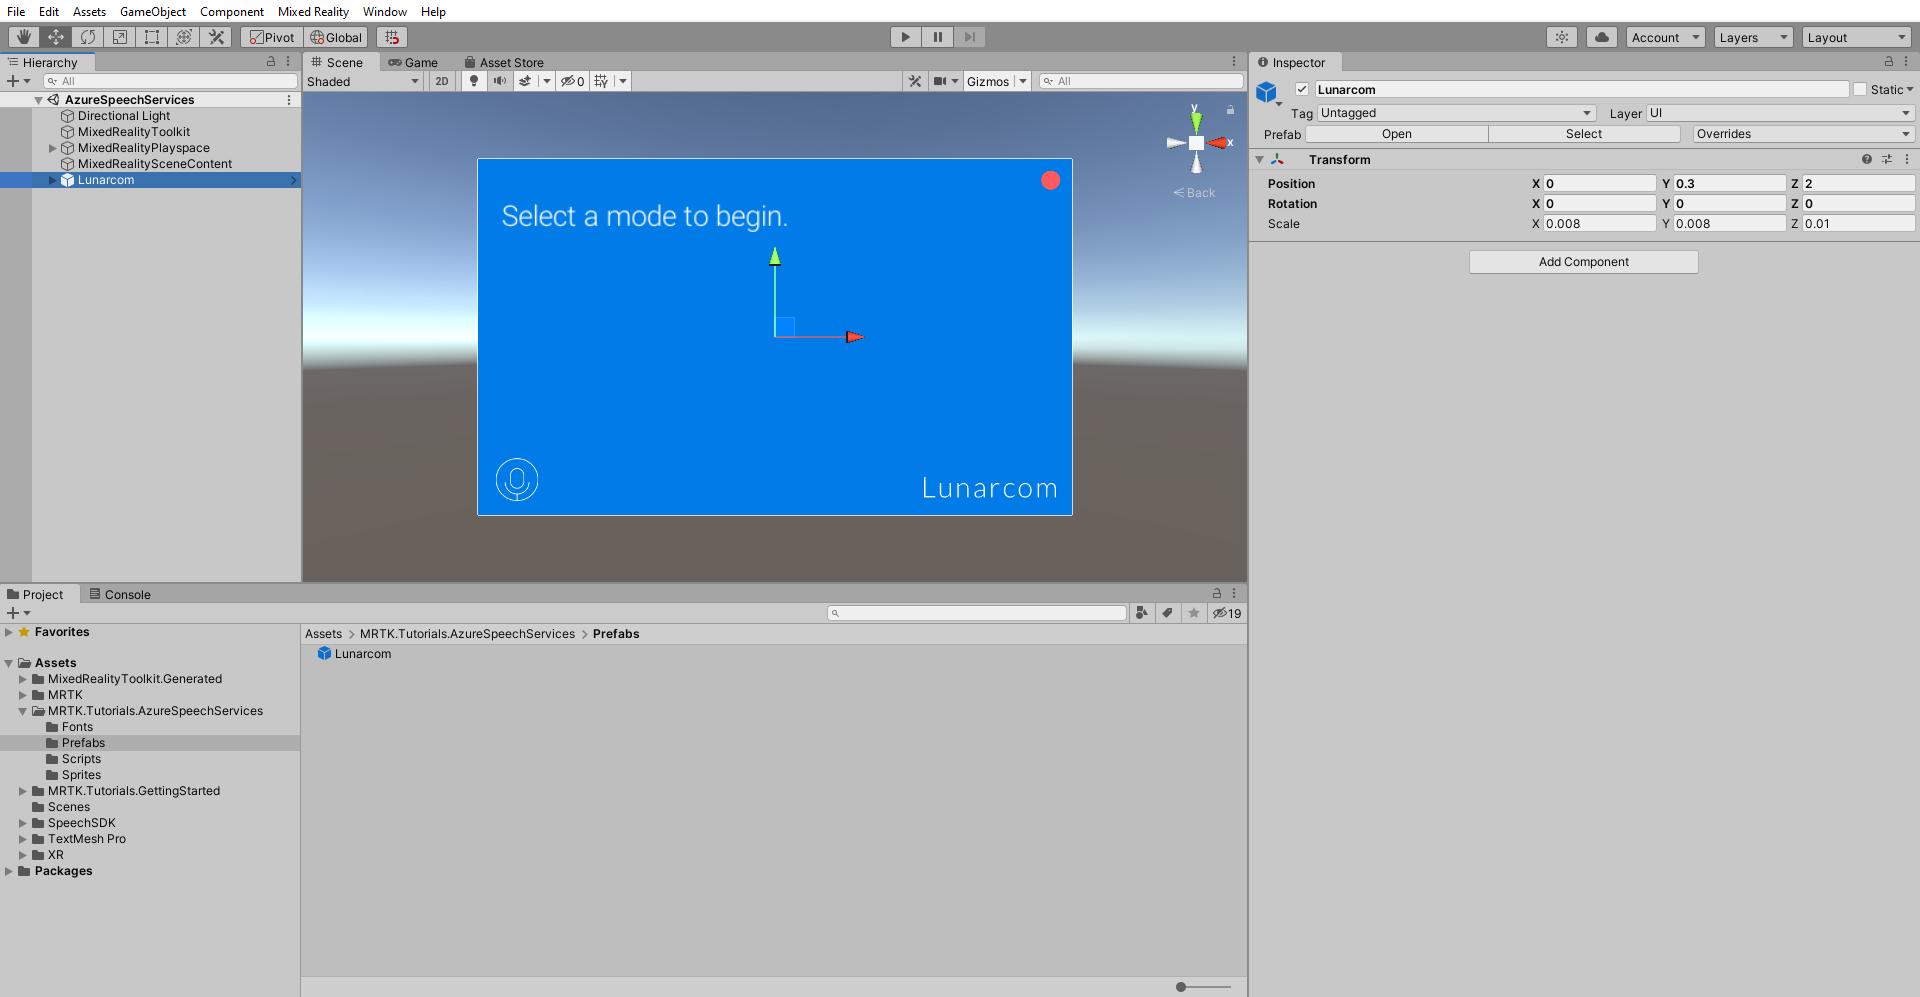 File Edit Assets GameObject Component Mixed Reality Window Help
Pivot Global Account Layers Layout
Hierarchy
All
AzureSpeechServices
Directional Light
MixedRealityToolkit
MixedRealityPlayspace
MixedRealitySceneContent
Lunarcom
Scene Game Asset Store
Shaded 2D 0 Gizmos All
y
x
Back
Select a mode to begin.
Lunarcom
Inspector
Lunarcom Static
Tag Untagged Layer UI
Prefab Open Select Overrides
Transform
Position X 0 Y 0.3 Z 2
Rotation X 0 Y 0 Z 0
Scale X 0.008 Y 0.008 Z 0.01
Add Component
Project Console
19
Favorites
Assets
MixedRealityToolkit.Generated
MRTK
MRTK.Tutorials.AzureSpeechServices
Fonts
Prefabs
Scripts
Sprites
MRTK.Tutorials.GettingStarted
Scenes
SpeechSDK
TextMesh Pro
XR
Packages
Assets > MRTK.Tutorials.AzureSpeechServices > Prefabs
Lunarcom